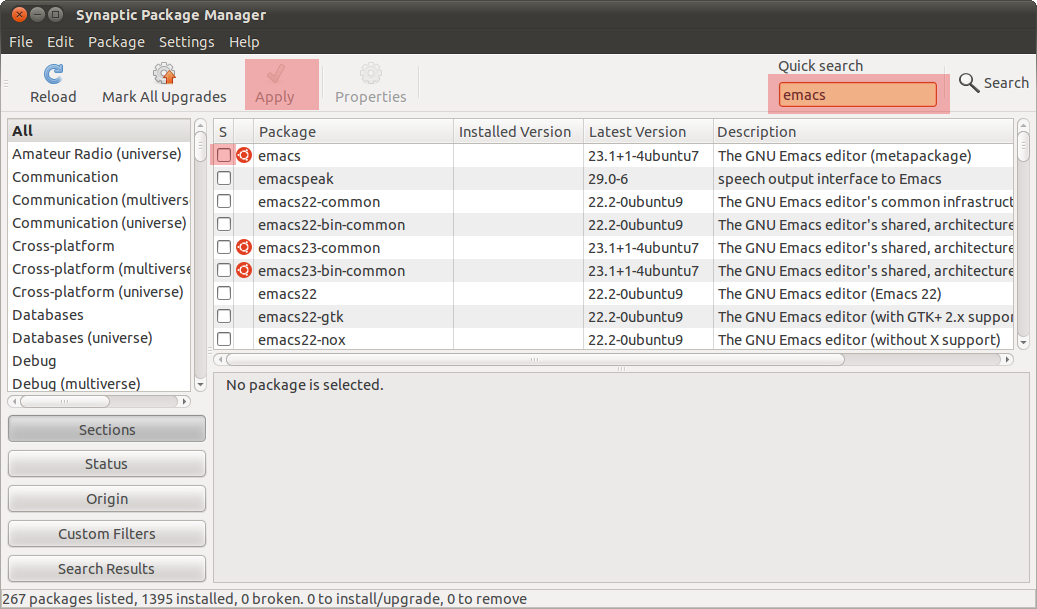 Synaptic Package Manager
File Edit Package Settings Help
Reload Mark All Upgrades Apply Properties Quick search Search
emacs
All
Amateur Radio (universe)
Communication
Communication (multivers
Communication (universe)
Cross-platform
Cross-platform (multiverse
Cross-platform (universe)
Databases
Databases (universe)
Debug
Debug (multiverse)
Sections
Status
Origin
Custom Filters
Search Results
S Package Installed Version Latest Version Description
emacs 23.1+1-4ubuntu7 The GNU Emacs editor (metapackage)
emacspeak 29.0-6 speech output interface to Emacs
emacs22-common 22.2-0ubuntu9 The GNU Emacs editor's common infrastruct
emacs22-bin-common 22.2-0ubuntu9 The GNU Emacs editor's shared, architecture
emacs23-common 23.1+1-4ubuntu7 The GNU Emacs editor's shared, architecture
emacs23-bin-common 23.1+1-4ubuntu7 The GNU Emacs editor's shared, architecture
emacs22 22.2-0ubuntu9 The GNU Emacs editor (Emacs 22)
emacs22-gtk 22.2-0ubuntu9 The GNU Emacs editor (with GTK+ 2.x suppor
emacs22-nox 22.2-0ubuntu9 The GNU Emacs editor (without X support)
No package is selected.
267 packages listed, 1395 installed, 0 broken. 0 to install/upgrade, 0 to remove